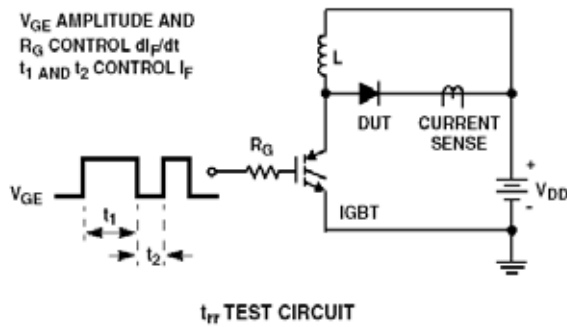 VGE AMPLITUDE AND
RG CONTROL dIF/dt
t1 AND t2 CONTROL IF
L
DUT
CURRENT
SENSE
RG
+
VDD
-
VGE
t1
t2
IGBT
trr TEST CIRCUIT